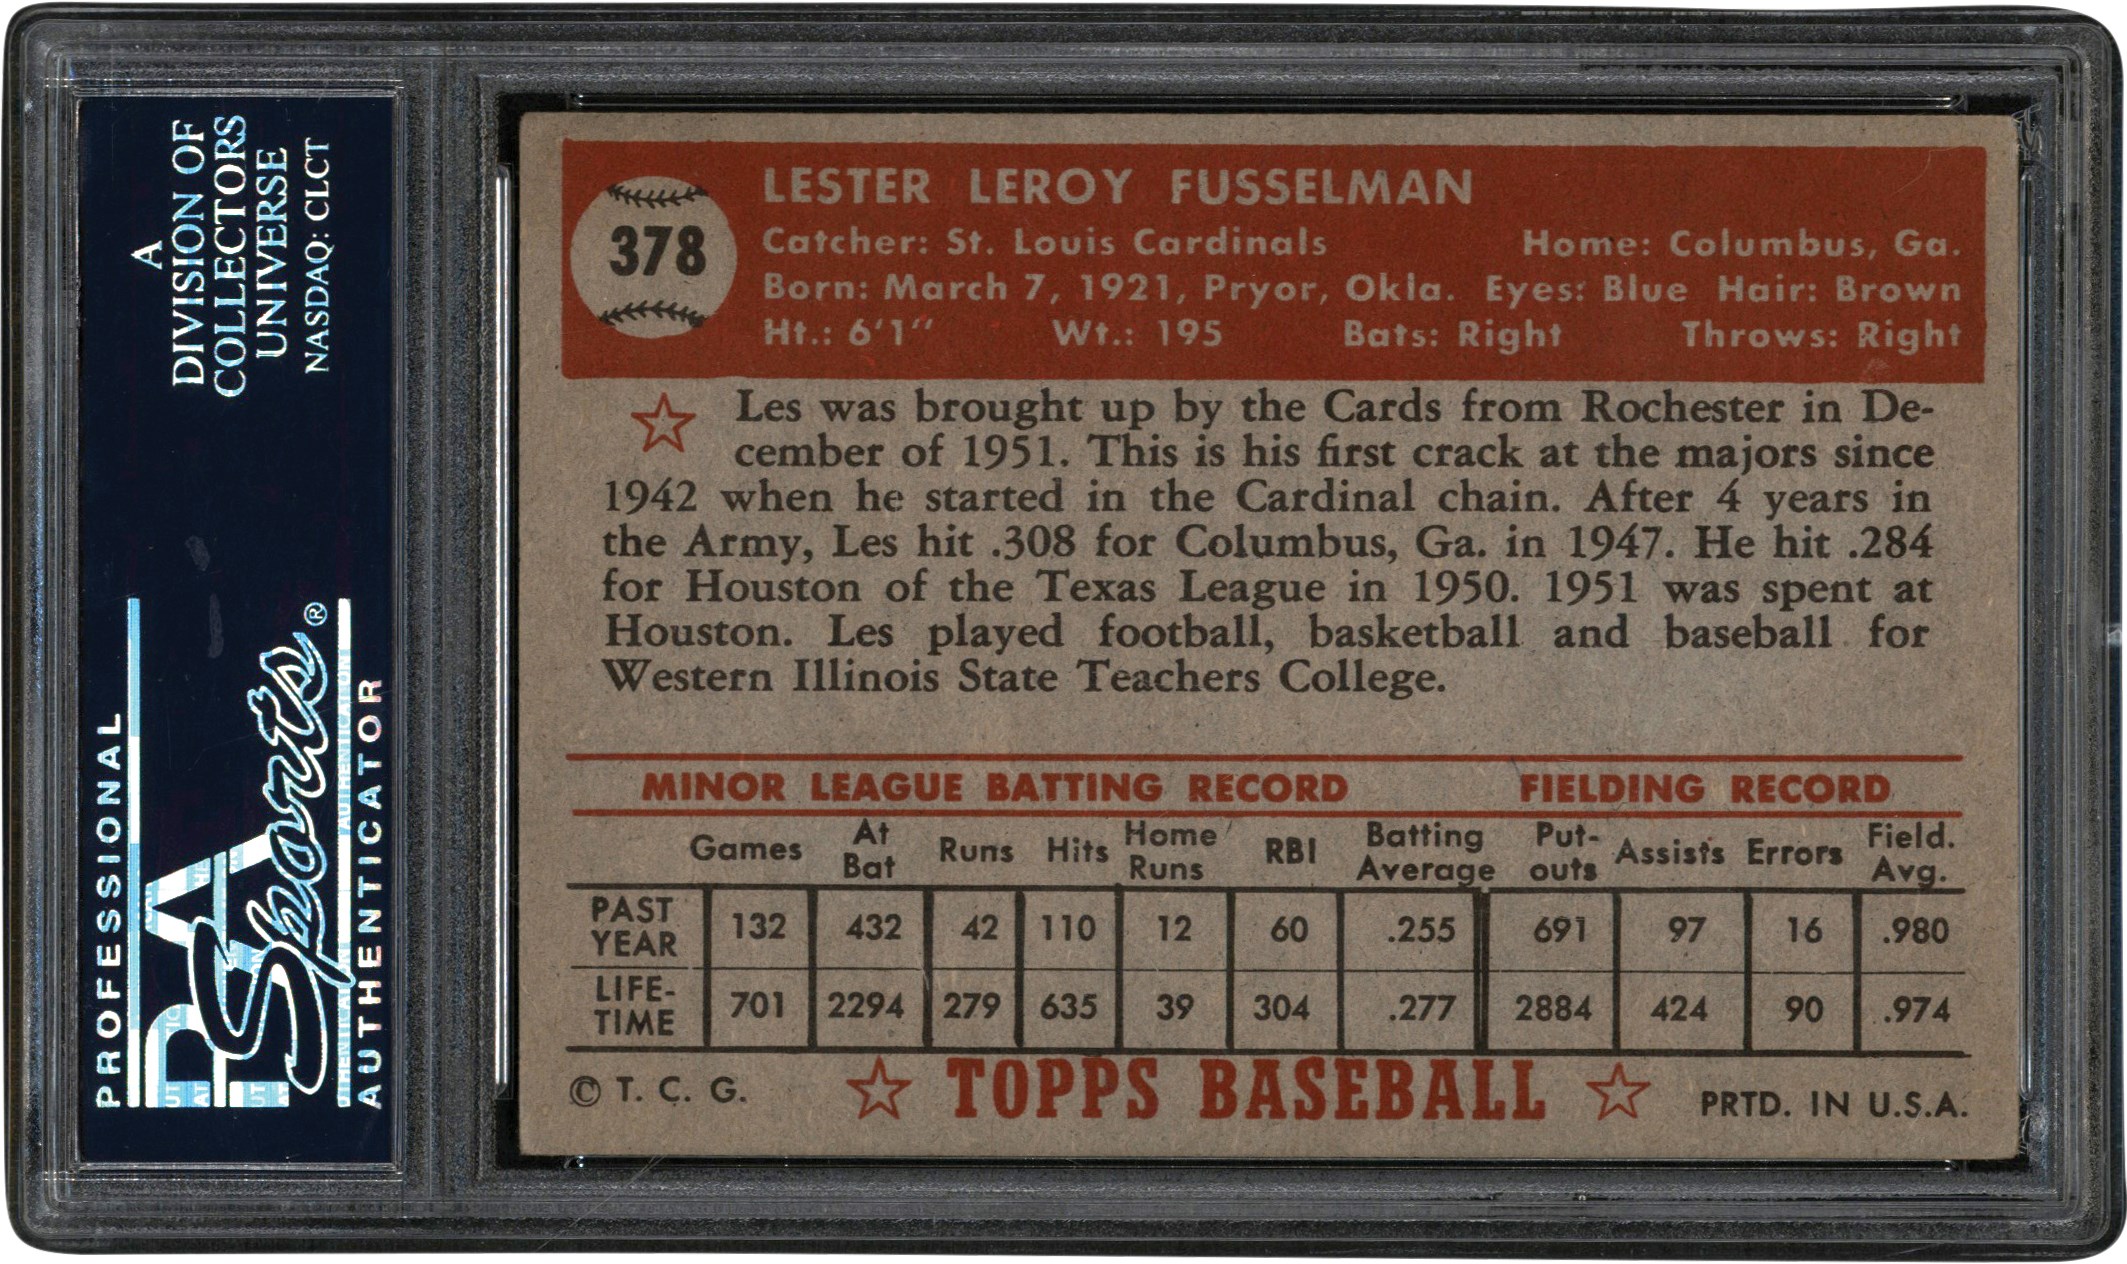 A
DIVISION OF
COLLECTORS
UNIVERSE
NASDAQ: CLCT
PROFESSIONAL
PSA
Sports®
AUTHENTICATOR
378
LESTER LEROY FUSSELMAN
Catcher: St. Louis Cardinals Home: Columbus, Ga.
Born: March 7, 1921, Pryor, Okla. Eyes: Blue Hair: Brown
Ht.: 6'1" Wt.: 195 Bats: Right Throws: Right
Les was brought up by the Cards from Rochester in De-
cember of 1951. This is his first crack at the majors since
1942 when he started in the Cardinal chain. After 4 years in
the Army, Les hit .308 for Columbus, Ga. in 1947. He hit .284
for Houston of the Texas League in 1950. 1951 was spent at
Houston. Les played football, basketball and baseball for
Western Illinois State Teachers College.
MINOR LEAGUE BATTING RECORD FIELDING RECORD
Games At Bat Runs Hits Home Runs RBI Batting Average Put-outs Assists Errors Field. Avg.
PAST YEAR 132 432 42 110 12 60 .255 691 97 16 .980
LIFE-TIME 701 2294 279 635 39 304 .277 2884 424 90 .974
© T. C. G. TOPPS BASEBALL PRTD. IN U.S.A.